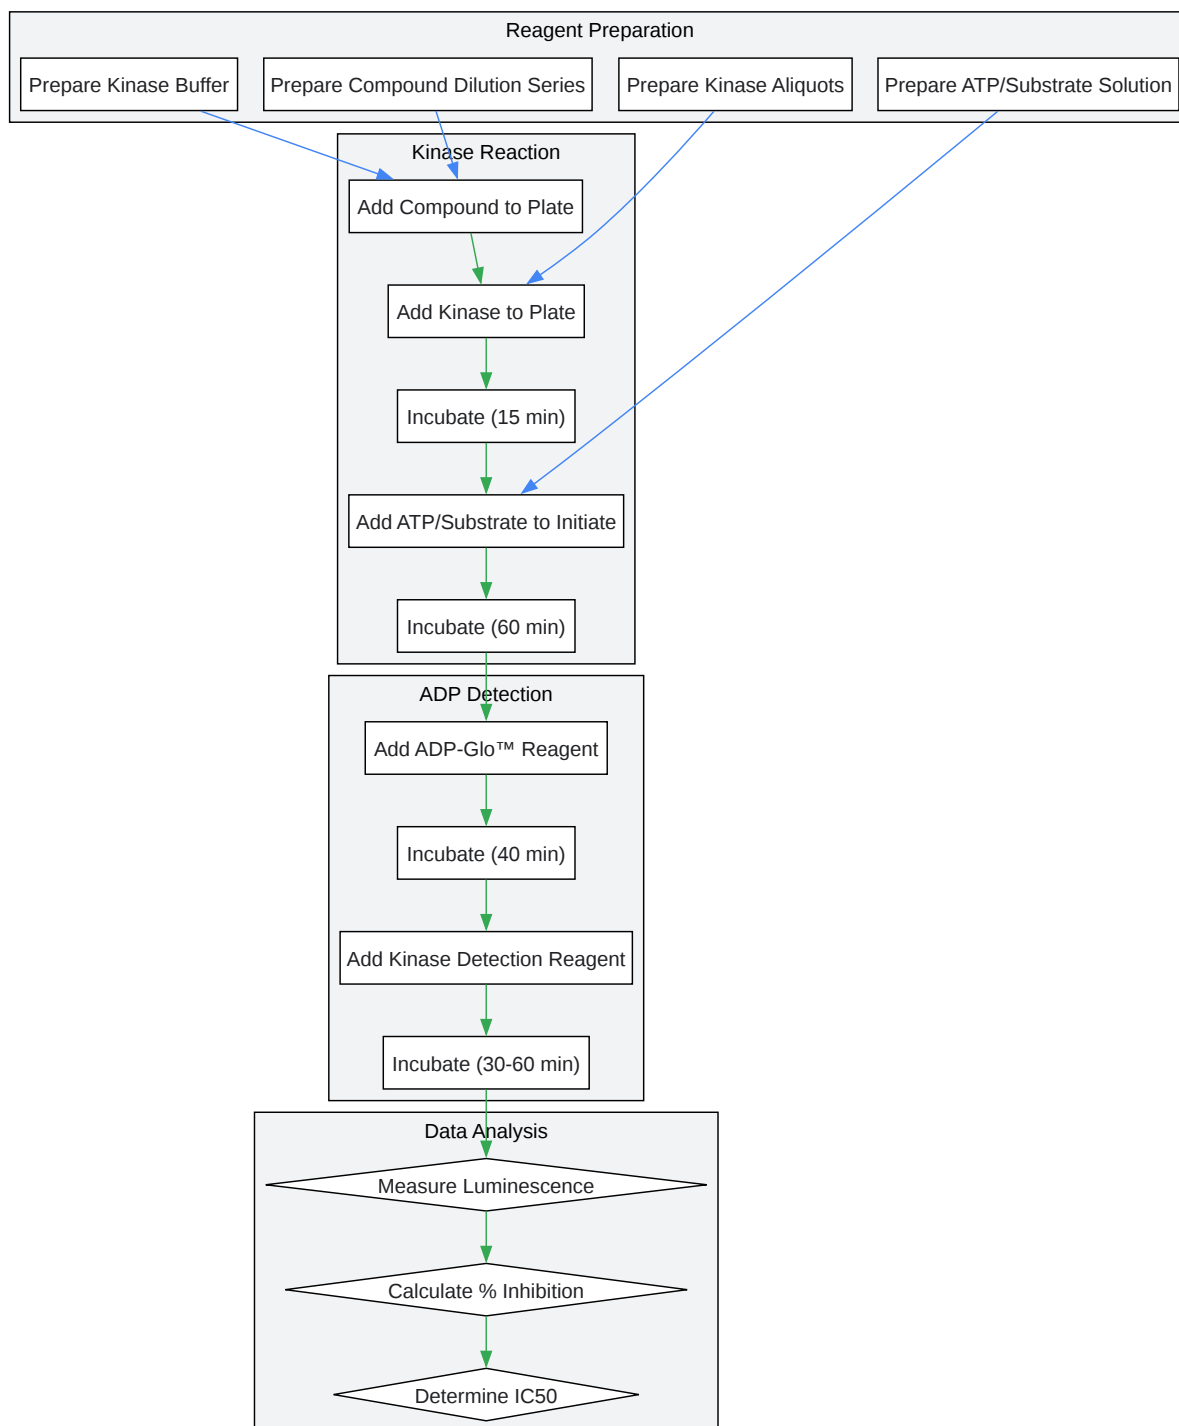 Reagent Preparation
Prepare Kinase Buffer
Prepare Compound Dilution Series
Prepare Kinase Aliquots
Prepare ATP/Substrate Solution
Kinase Reaction
Add Compound to Plate
Add Kinase to Plate
Incubate (15 min)
Add ATP/Substrate to Initiate
Incubate (60 min)
ADP Detection
Add ADP-Glo™ Reagent
Incubate (40 min)
Add Kinase Detection Reagent
Incubate (30-60 min)
Data Analysis
Measure Luminescence
Calculate % Inhibition
Determine IC50